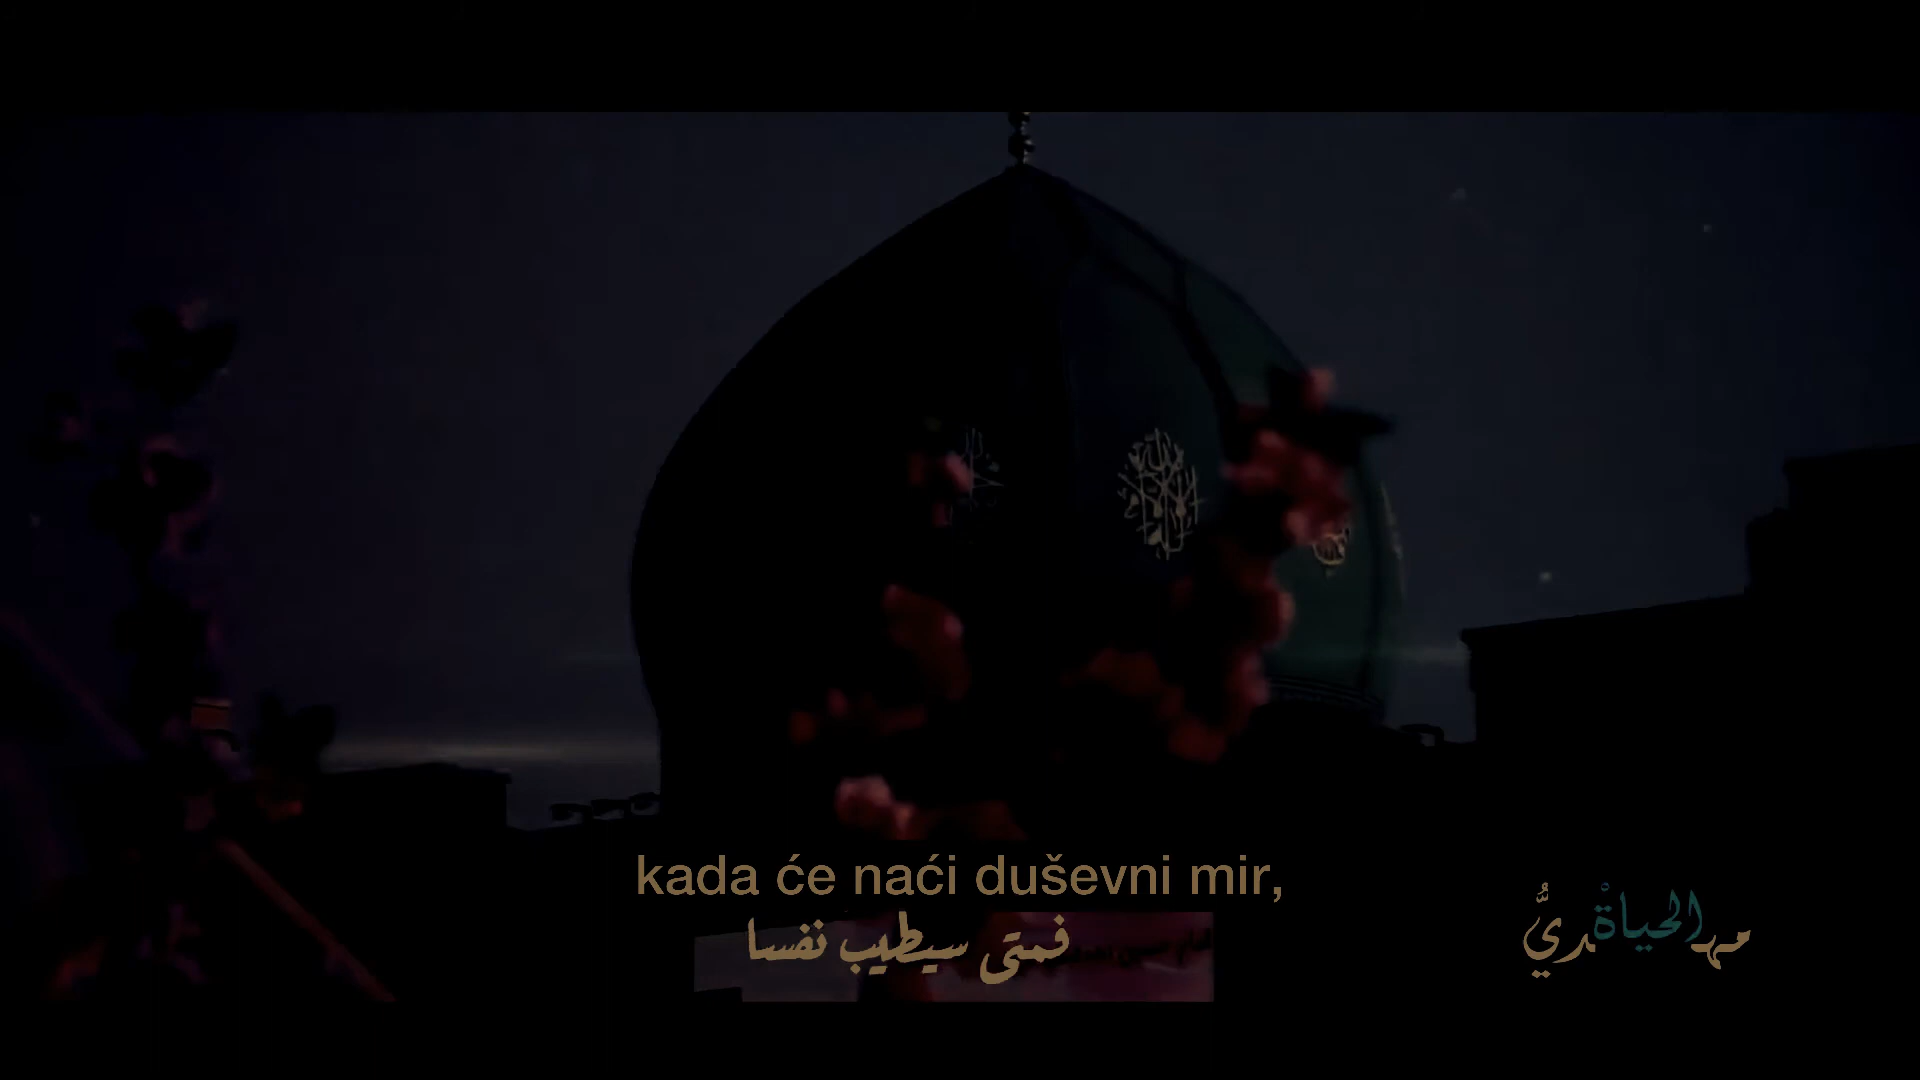 kada će naći duševni mir,
فمتى سيطيب نفسا
مهديُّ الحياةْ